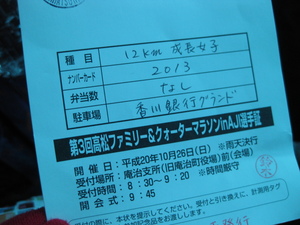 種目 12km 成長女子
ナンバーカード 2013
弁当数 なし
駐車場 香川銀行グランド
第3回高松ファミリー&クォーターマラソンinAJI選手証
開催日:平成20年10月26日(日)※雨天決行
受付場所:庵治支所(旧庵治町役場)前(会場)
受付時間:8:30~9:20 ※時間厳守
開会式:9:45